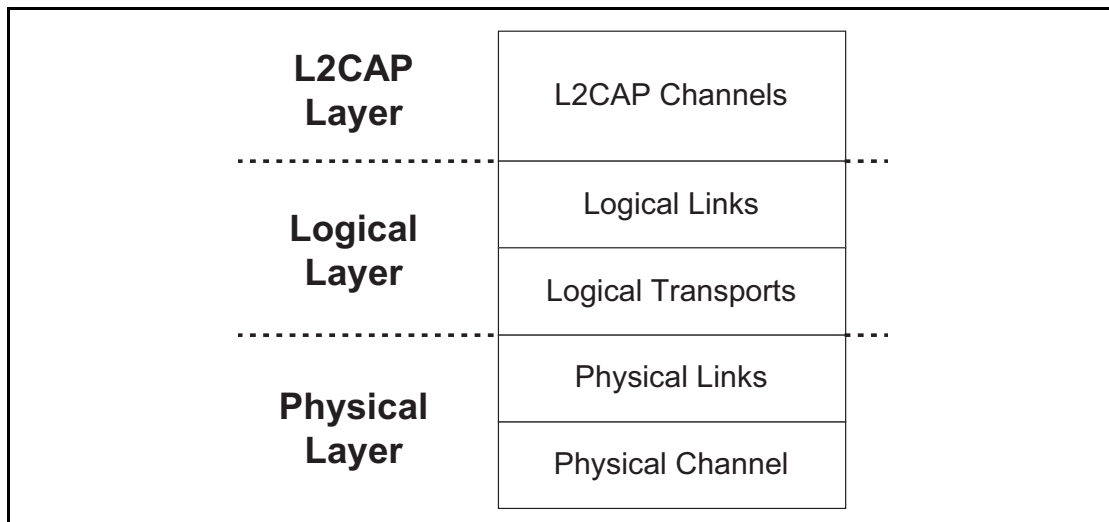 L2CAP
Layer
L2CAP Channels
Logical
Layer
Logical Links
Logical Transports
Physical
Layer
Physical Links
Physical Channel